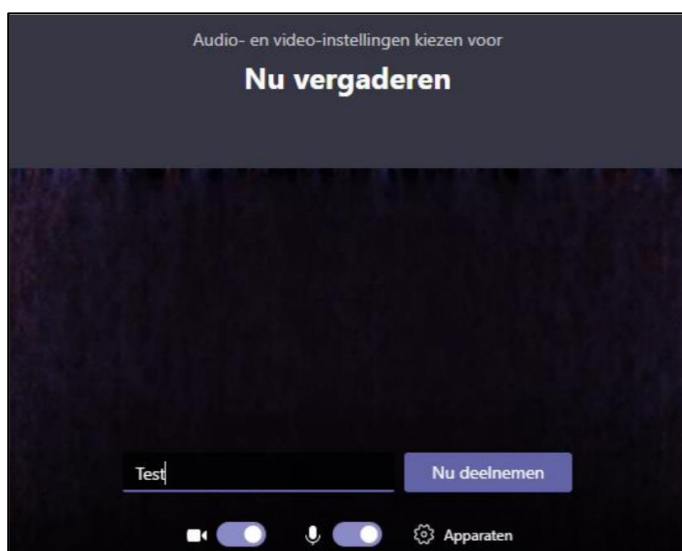 Audio- en video-instellingen kiezen voor
Nu vergaderen
Test
Nu deelnemen
Apparaten